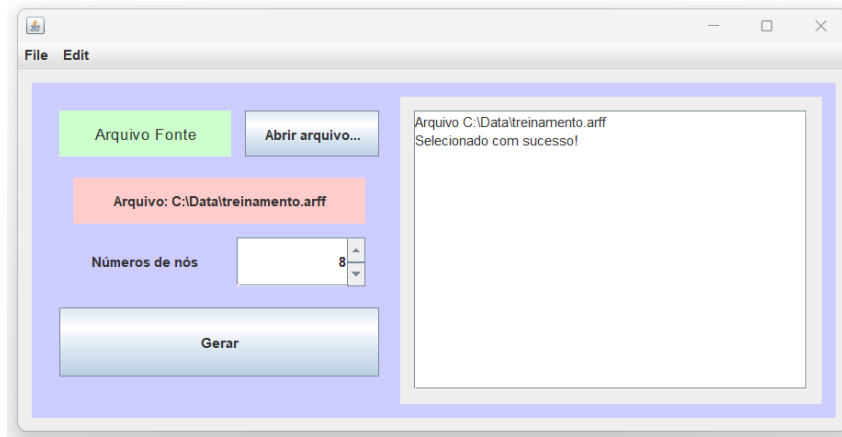 File Edit
Arquivo Fonte
Abrir arquivo...
Arquivo: C:\Data\treinamento.arff
Números de nós
8
Gerar
Arquivo C:\Data\treinamento.arff
Selecionado com sucesso!